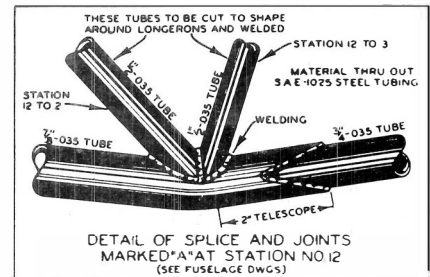 THESE TUBES TO BE CUT TO SHAPE
AROUND LONGERONS AND WELDED
STATION 12 TO 3
MATERIAL THRU OUT
S.A.E-1025 STEEL TUBING
STATION
12 TO 2
1/2"-.035 TUBE
1/2-.035 TUBE
WELDING
7/8"-.035 TUBE
3/4"-.035 TUBE
2" TELESCOPE
DETAIL OF SPLICE AND JOINTS
MARKED "A" AT STATION NO. 12
(SEE FUSELAGE DWGS)